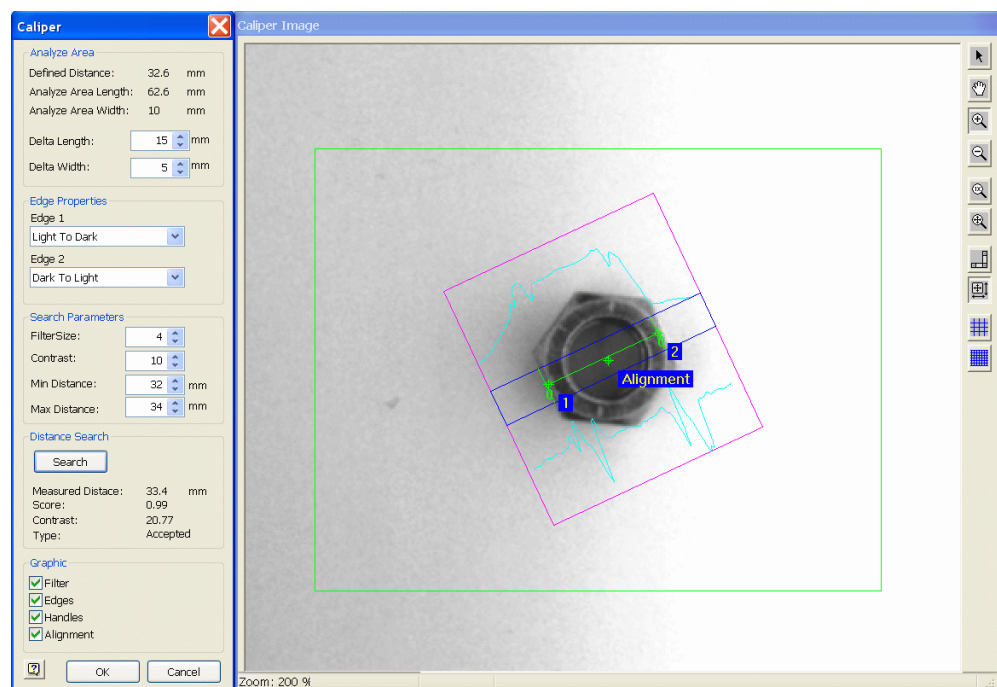 Caliper
Analyze Area
Defined Distance: 32.6 mm
Analyze Area Length: 62.6 mm
Analyze Area Width: 10 mm
Delta Length: 15 mm
Delta Width: 5 mm
Edge Properties
Edge 1
Light To Dark
Edge 2
Dark To Light
Search Parameters
FilterSize: 4
Contrast: 10
Min Distance: 32 mm
Max Distance: 34 mm
Distance Search
Search
Measured Distace: 33.4 mm
Score: 0.99
Contrast: 20.77
Type: Accepted
Graphic
Filter
Edges
Handles
Alignment
OK Cancel
Caliper Image
2
Alignment
1
Zoom: 200 %